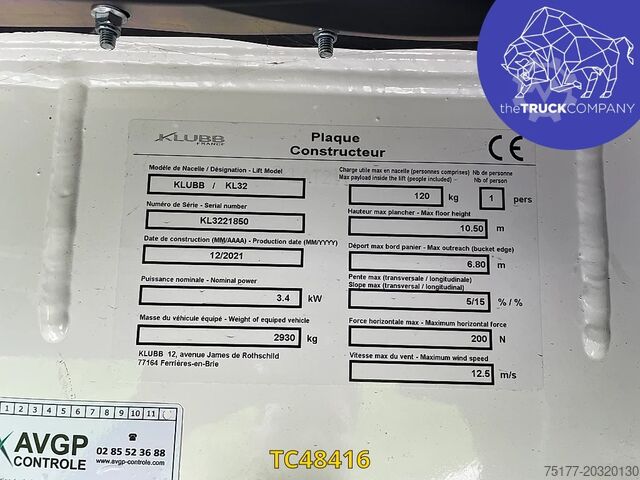 the TRUCK COMPANY
KLUBB
FRANCE
Plaque
Constructeur
CE
Modéle de Nacelle / Désignation - Lift Model
KLUBB / KL32
Numéro de Série - Serial number
KL3221850
Date de construction (MM/AAAA) - Production date (MM/YYYY)
12/2021
Puissance nominale - Nominal power
3.4 kW
Masse du véhicule équipé - Weight of equiped vehicle
2930 kg
KLUBB 12, avenue James de Rothschild
77164 Ferrières-en-Brie
Charge utile max en nacelle (personnes comprises)
Max payload inside the lift (people included)
120 kg
Nb de personne
Nb of person
1 pers
Hauteur max plancher - Max floor height
10.50 m
Déport max bord panier - Max outreach (bucket edge)
6.80 m
Pente max (transversale / longitudinale)
Slope max (transversal / longitudinal)
5/15 % / %
Force horizontale max - Maximum horizontal force
200 N
Vitesse max du vent - Maximum wind speed
12.5 m/s
1 2 3 4 5 6 7 8 9 10 11
AVGP
CONTROLE
02 85 52 36 88
www.avgp-controle.com
TC48416
75177-20320130